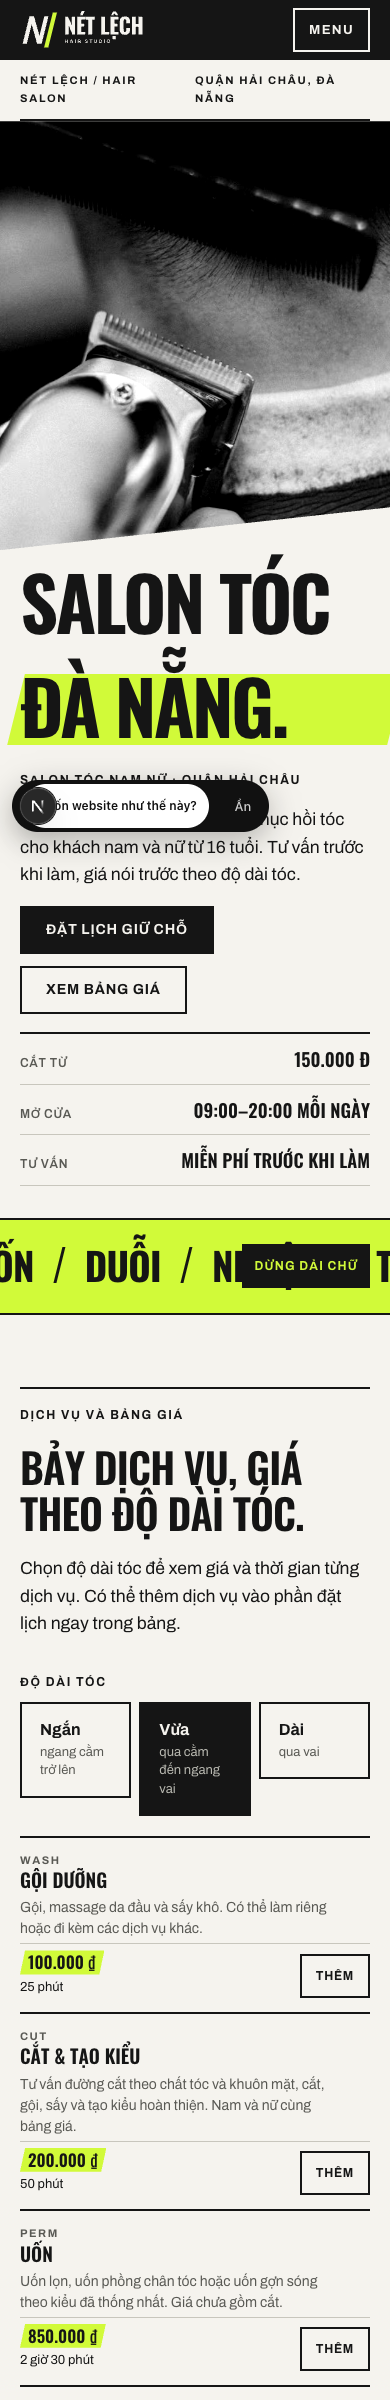 N/ NÉT LỆCH
HAIR STUDIO
MENU
NÉT LỆCH / HAIR SALON
QUẬN HẢI CHÂU, ĐÀ NẴNG
SALON TÓC
ĐÀ NẴNG.
SALON TÓC NAM NỮ · QUẬN HẢI CHÂU
website như thế này?
Ẩn
hồi tóc
cho khách nam và nữ từ 16 tuổi. Tư vấn trước
khi làm, giá nói trước theo độ dài tóc.
ĐẶT LỊCH GIỮ CHỖ
XEM BẢNG GIÁ
CẮT TỪ
150.000 Đ
MỞ CỬA
09:00–20:00 MỖI NGÀY
TƯ VẤN
MIỄN PHÍ TRƯỚC KHI LÀM
/ DUỖI /
DỪNG DẢI CHỮ
DỊCH VỤ VÀ BẢNG GIÁ
BẢY DỊCH VỤ, GIÁ
THEO ĐỘ DÀI TÓC.
Chọn độ dài tóc để xem giá và thời gian từng
dịch vụ. Có thể thêm dịch vụ vào phần đặt
lịch ngay trong bảng.
ĐỘ DÀI TÓC
Ngắn
ngang cằm
trở lên
Vừa
qua cằm
đến ngang
vai
Dài
qua vai
WASH
GỘI DƯỠNG
Gội, massage da đầu và sấy khô. Có thể làm riêng
hoặc đi kèm các dịch vụ khác.
100.000 ₫
25 phút
THÊM
CUT
CẮT & TẠO KIỂU
Tư vấn đường cắt theo chất tóc và khuôn mặt, cắt,
gội, sấy và tạo kiểu hoàn thiện. Nam và nữ cùng
bảng giá.
200.000 ₫
50 phút
THÊM
PERM
UỐN
Uốn lọn, uốn phồng chân tóc hoặc uốn gợn sóng
theo kiểu đã thống nhất. Giá chưa gồm cắt.
850.000 ₫
2 giờ 30 phút
THÊM